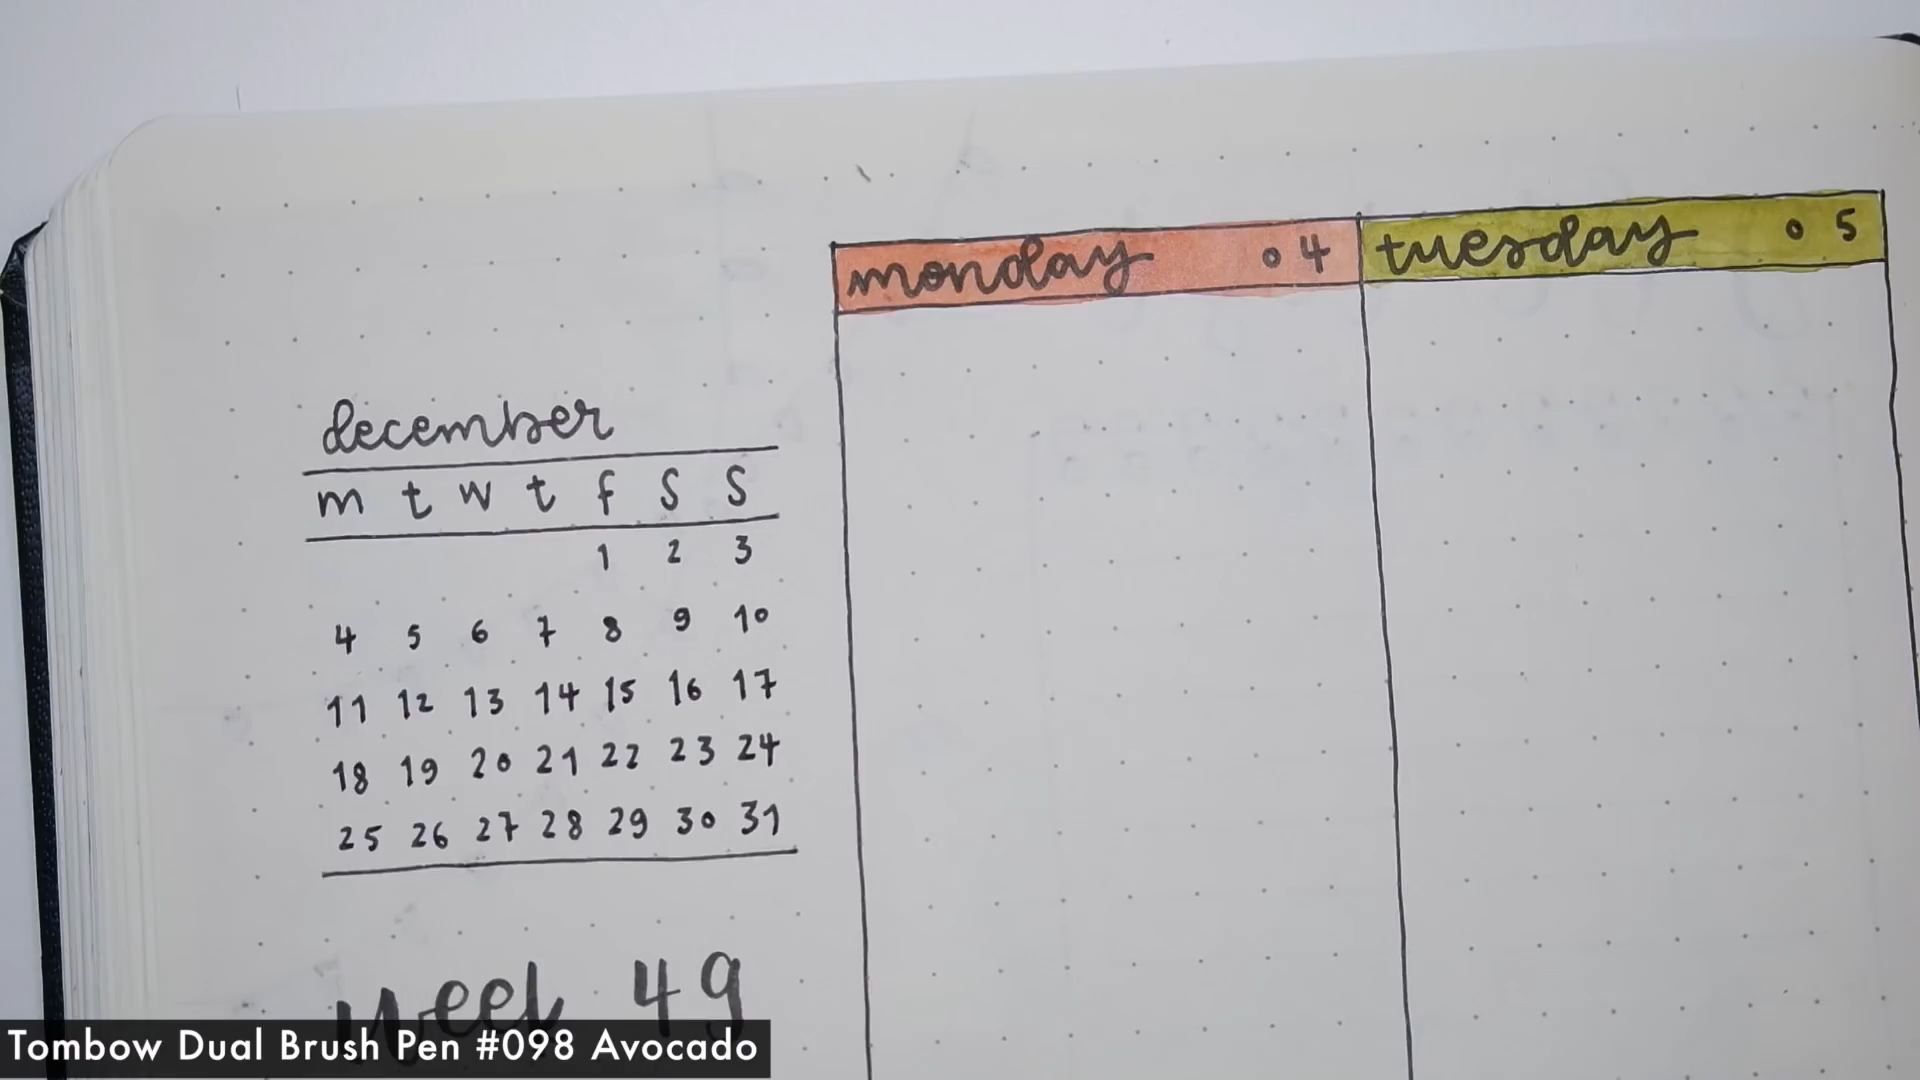 monday 04
tuesday 05
december
m t w t f s s
1 2 3
4 5 6 7 8 9 10
11 12 13 14 15 16 17
18 19 20 21 22 23 24
25 26 27 28 29 30 31
week 49
Tombow Dual Brush Pen #098 Avocado